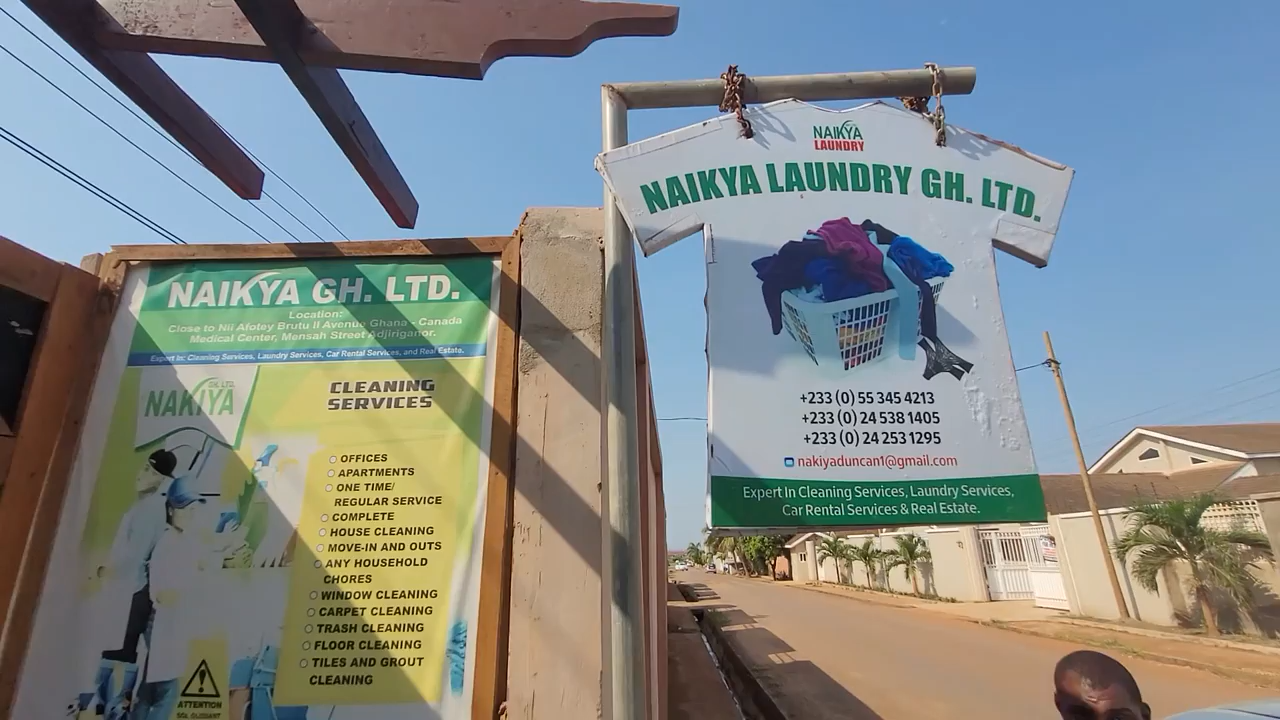 NAIKYA GH. LTD.
Location:
Close to Nii Afotey Brutu II Avenue Ghana - Canada
Medical Center, Mensah Street Adjiriganor.
Expert In: Cleaning Services, Laundry Services, Car Rental Services, and Real Estate.
GH. LTD.
NAKIYA
CLEANING
SERVICES
OFFICES
APARTMENTS
ONE TIME/
REGULAR SERVICE
COMPLETE
HOUSE CLEANING
MOVE-IN AND OUTS
ANY HOUSEHOLD
CHORES
WINDOW CLEANING
CARPET CLEANING
TRASH CLEANING
FLOOR CLEANING
TILES AND GROUT
CLEANING
ATTENTION
NAIKYA
LAUNDRY
NAIKYA LAUNDRY GH. LTD.
+233 (0) 55 345 4213
+233 (0) 24 538 1405
+233 (0) 24 253 1295
nakiyaduncan1@gmail.com
Expert In Cleaning Services, Laundry Services,
Car Rental Services & Real Estate.